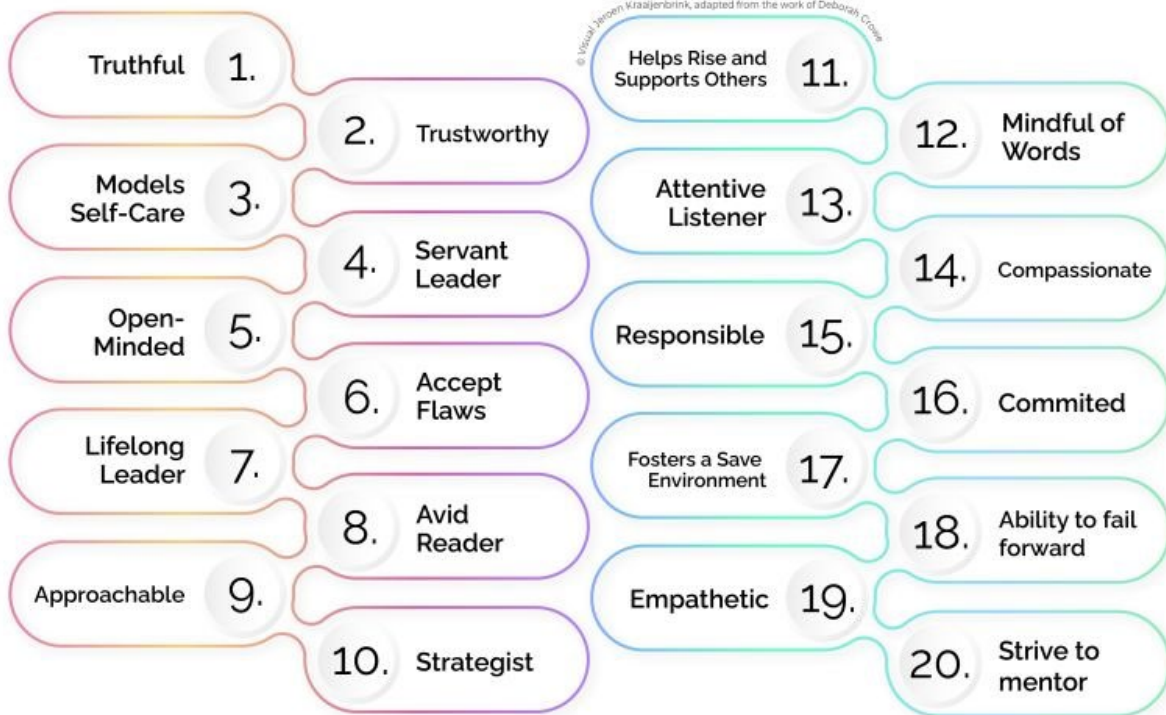 Truthful 1.
2. Trustworthy
Models
Self-Care 3.
4. Servant
Leader
Open-
Minded 5.
6. Accept
Flaws
Lifelong
Leader 7.
8. Avid
Reader
Approachable 9.
10. Strategist
© Visual Jeroen Kraaijenbrink, adapted from the work of Deborah Crowe
Helps Rise and
Supports Others 11.
12. Mindful of
Words
Attentive
Listener 13.
14. Compassionate
Responsible 15.
16. Commited
Fosters a Save
Environment 17.
18. Ability to fail
forward
Empathetic 19.
20. Strive to
mentor